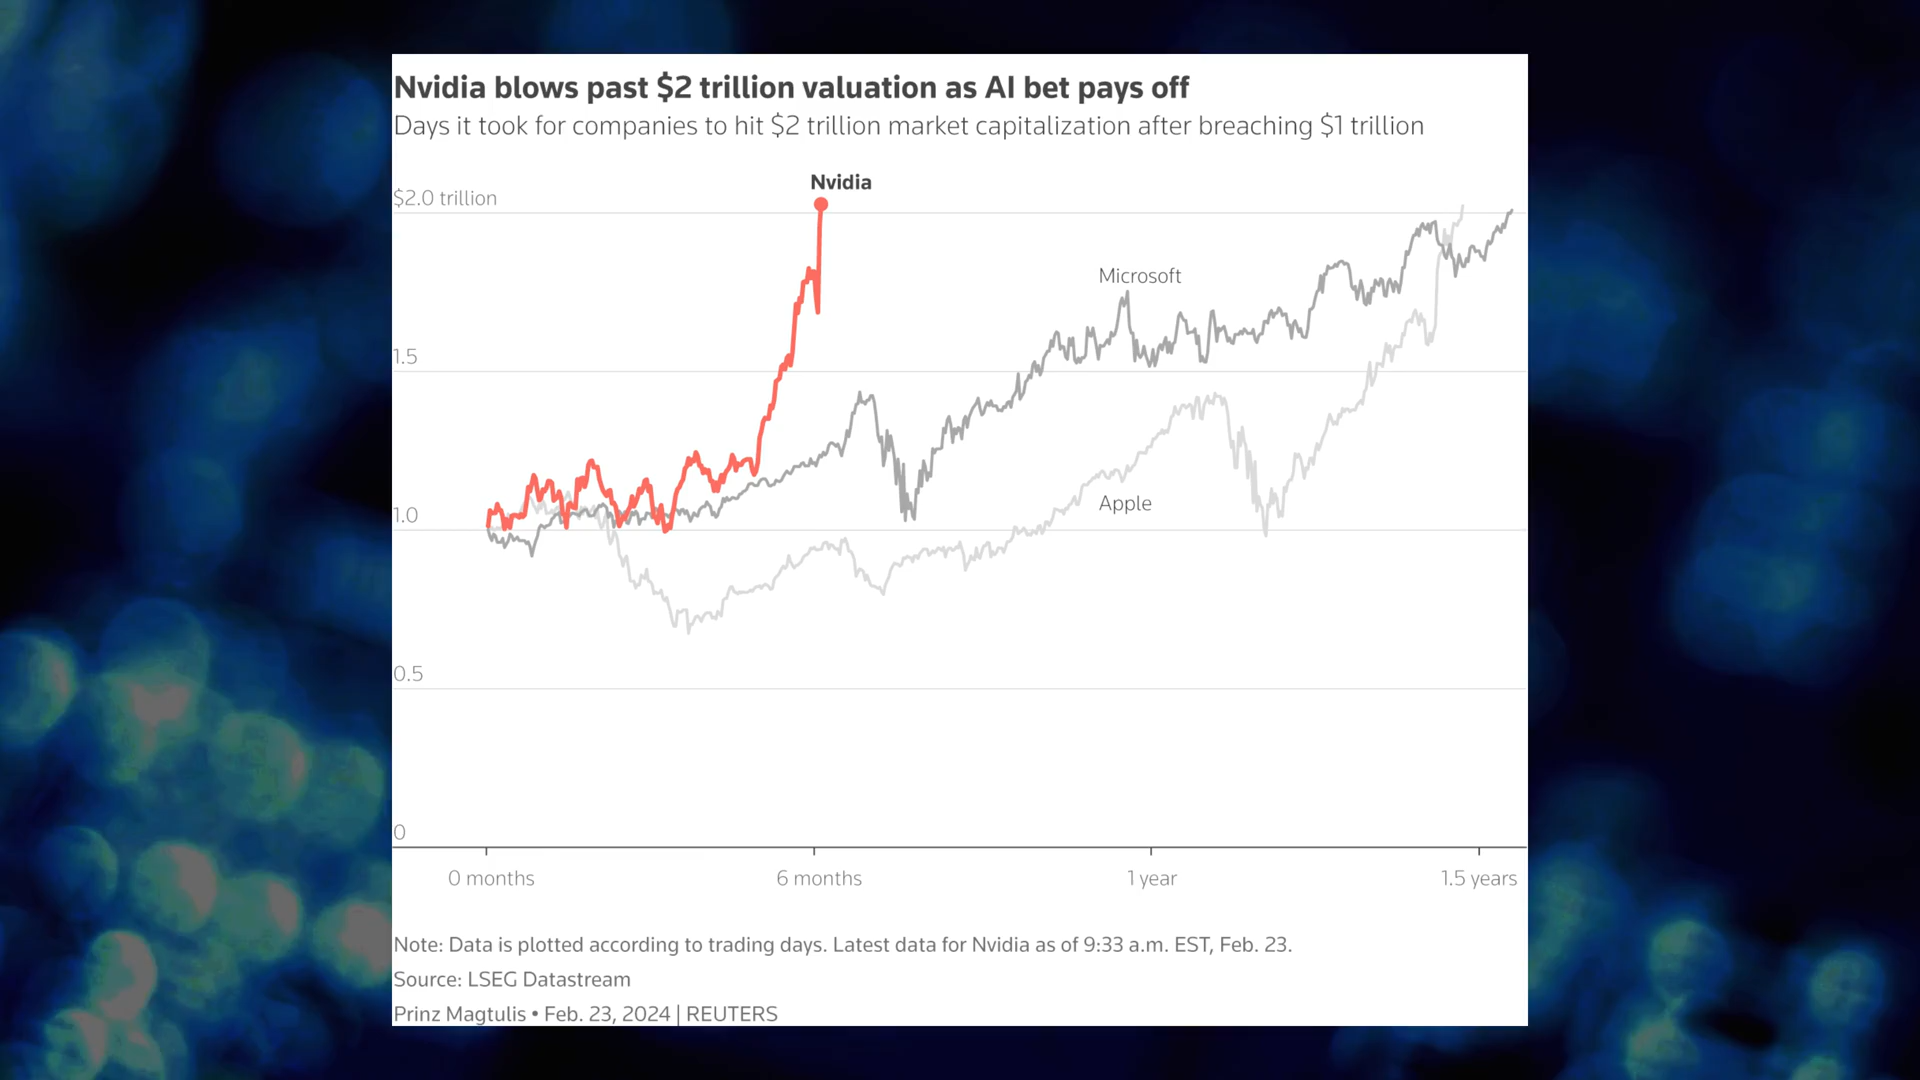 Nvidia blows past $2 trillion valuation as AI bet pays off
Days it took for companies to hit $2 trillion market capitalization after breaching $1 trillion
Nvidia
$2.0 trillion
Microsoft
1.5
Apple
1.0
0.5
0
0 months
6 months
1 year
1.5 years
Note: Data is plotted according to trading days. Latest data for Nvidia as of 9:33 a.m. EST, Feb. 23.
Source: LSEG Datastream
Prinz Magtulis • Feb. 23, 2024 | REUTERS